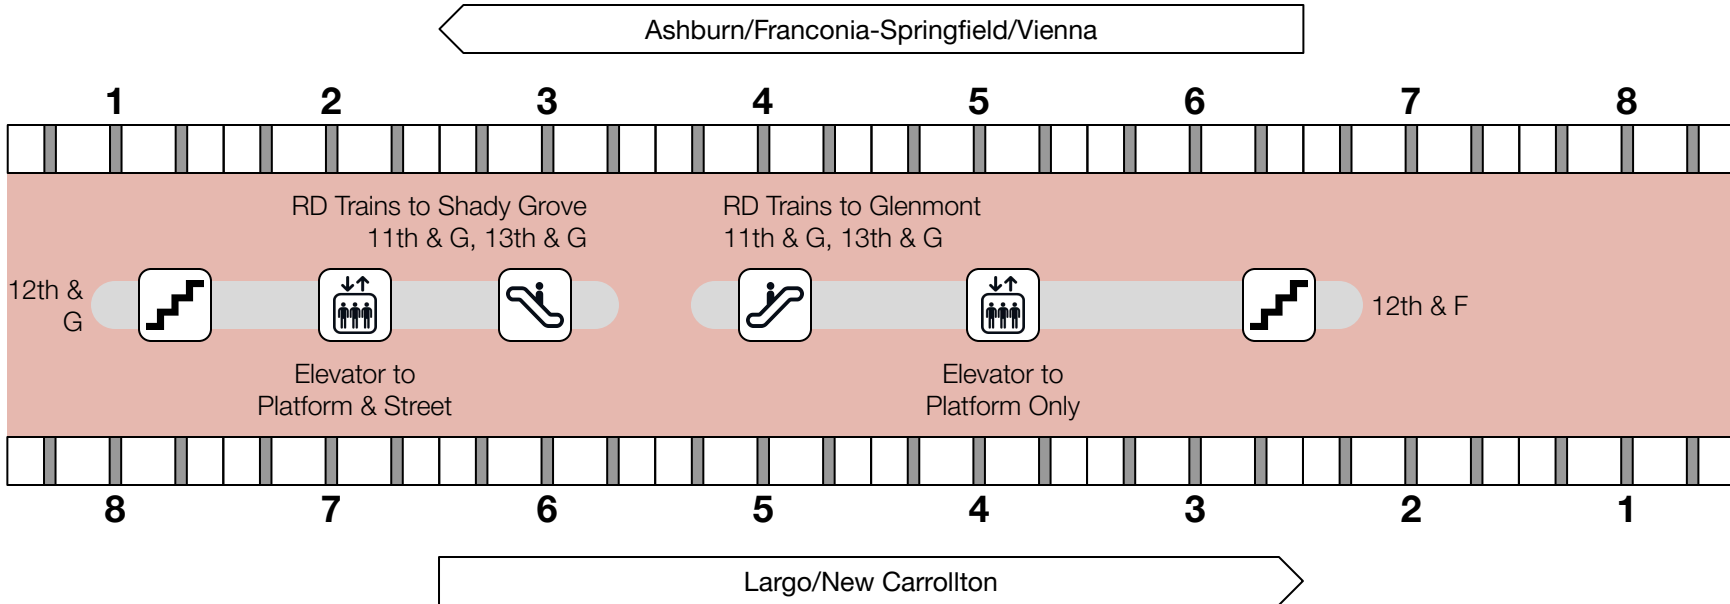 Ashburn/Franconia-Springfield/Vienna
1 2 3 4 5 6 7 8
RD Trains to Shady Grove
11th & G, 13th & G
RD Trains to Glenmont
11th & G, 13th & G
12th &
G
12th & F
Elevator to
Platform & Street
Elevator to
Platform Only
8 7 6 5 4 3 2 1
Largo/New Carrollton